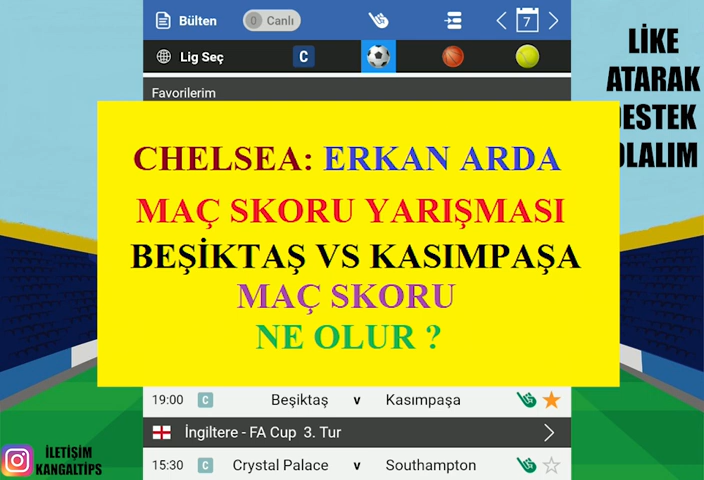 Bülten
0 Canlı
7
Lig Seç
C
Favorilerim
LİKE
ATARAK
DESTEK
OLALIM
CHELSEA: ERKAN ARDA
MAÇ SKORU YARIŞMASI
BEŞİKTAŞ VS KASIMPAŞA
MAÇ SKORU
NE OLUR ?
19:00 C Beşiktaş v Kasımpaşa
İngiltere - FA Cup 3. Tur
15:30 C Crystal Palace v Southampton
İLETİŞİM
KANGALTİPS